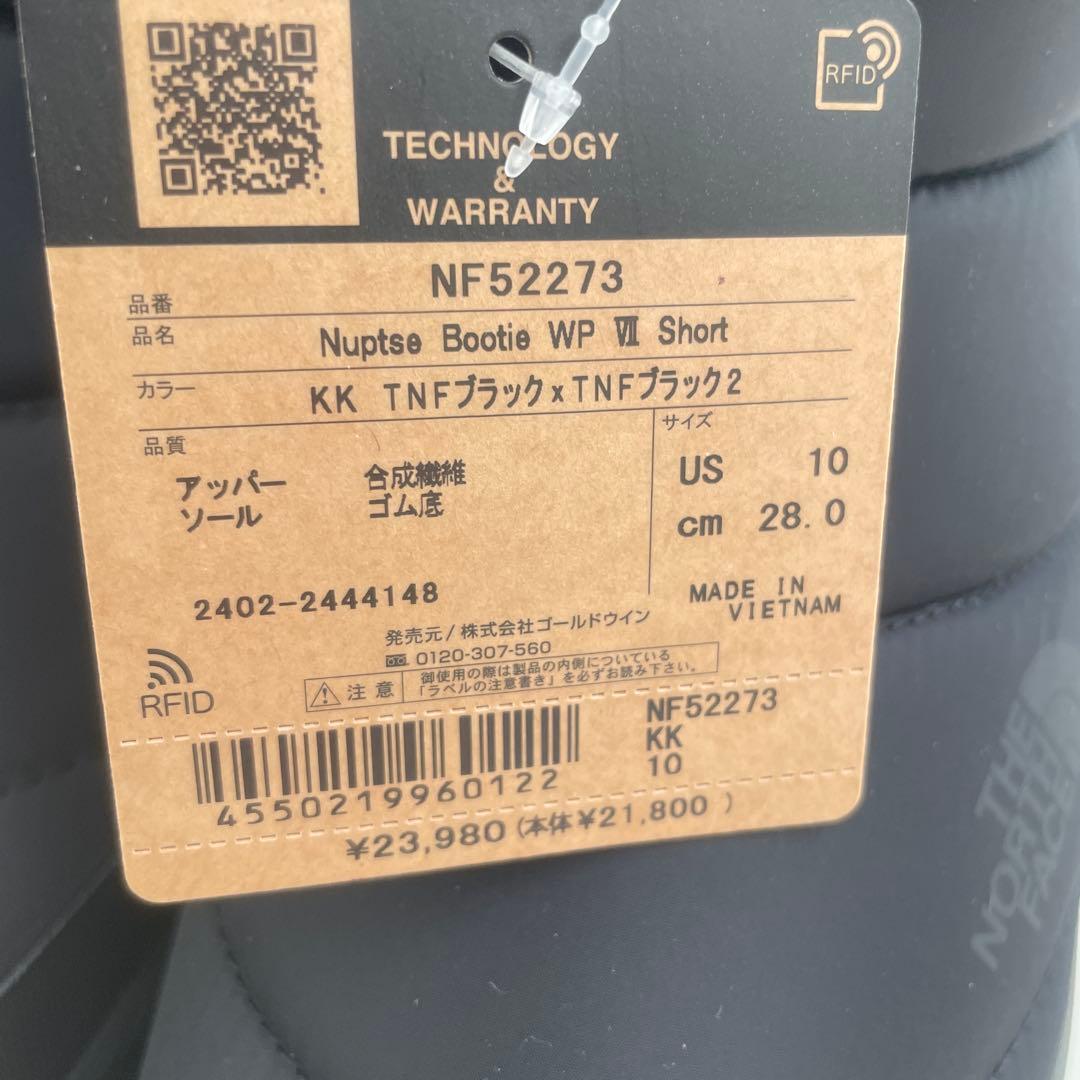 RFID
TECHNOLOGY
&
WARRANTY
品番 NF52273
品名 Nuptse Bootie WP Ⅶ Short
カラー KK TNFブラックxTNFブラック2
品質
アッパー 合成繊維
ソール ゴム底
サイズ
US 10
cm 28.0
2402-2444148
MADE IN
VIETNAM
発売元/株式会社ゴールドウイン
0120-307-560
注意
御使用の際は製品の内側についている
「ラベルの注意書き」を必ずお読み下さい。
RFID
NF52273
KK
10
4550219960122
¥23,980(本体¥21,800 )
THE
NORTH
FACE